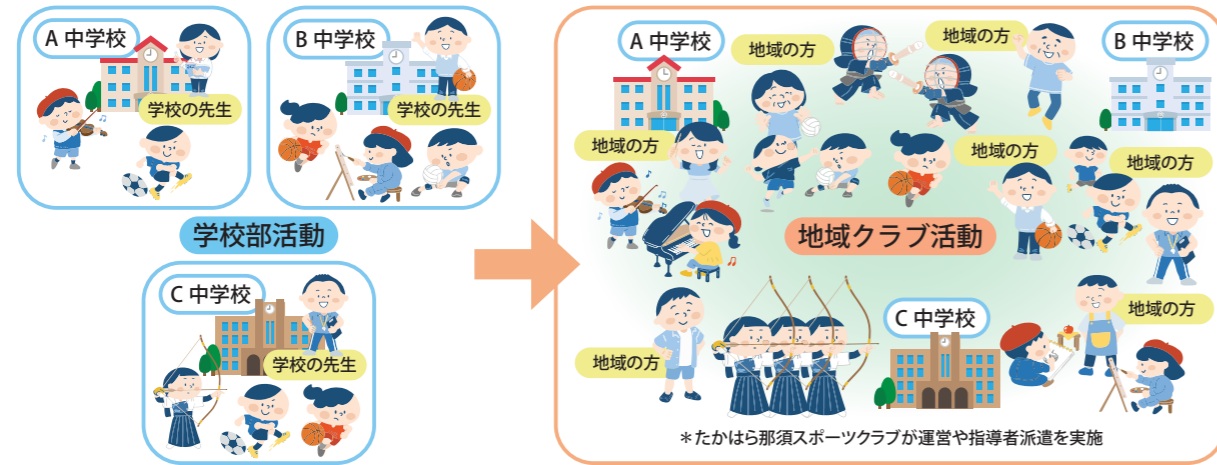 A 中学校
学校の先生
B 中学校
学校の先生
学校部活動
C 中学校
学校の先生
A 中学校
地域の方
地域の方
B 中学校
地域の方
地域の方
地域の方
地域クラブ活動
地域の方
C 中学校
地域の方
＊たかはら那須スポーツクラブが運営や指導者派遣を実施